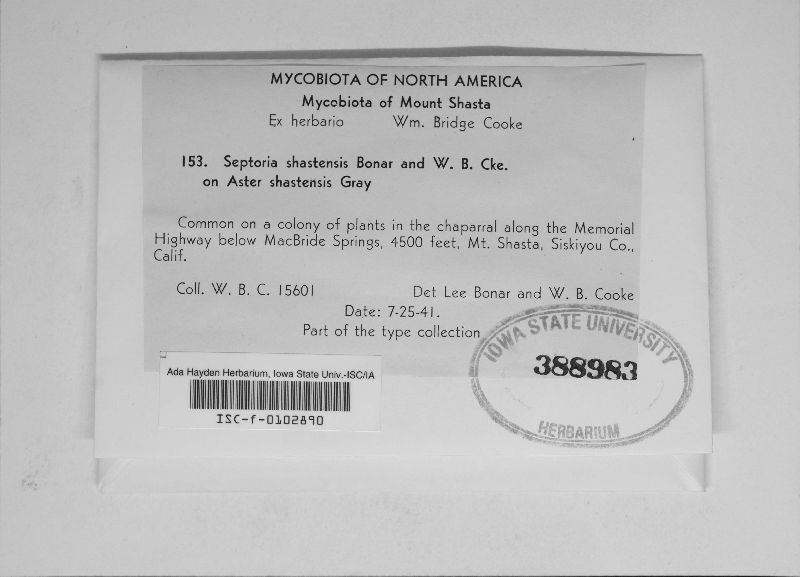 MYCOBIOTA OF NORTH AMERICA
Mycobiota of Mount Shasta
Ex herbario Wm. Bridge Cooke
153. Septoria shastensis Bonar and W. B. Cke.
on Aster shastensis Gray
Common on a colony of plants in the chaparral along the Memorial
Highway below MacBride Springs, 4500 feet, Mt. Shasta, Siskiyou Co.,
Calif.
Coll. W. B. C. 15601 Det Lee Bonar and W. B. Cooke
Date: 7-25-41.
Part of the type collection
IOWA STATE UNIVERSITY
388983
HERBARIUM
Ada Hayden Herbarium, Iowa State Univ.-ISC/IA
ISC-f-0102890